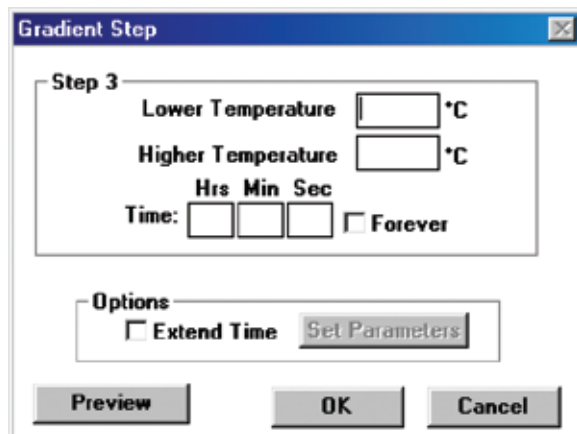 Gradient Step
Step 3
Lower Temperature °C
Higher Temperature °C
Hrs Min Sec
Time: Forever
Options
Extend Time Set Parameters
Preview OK Cancel